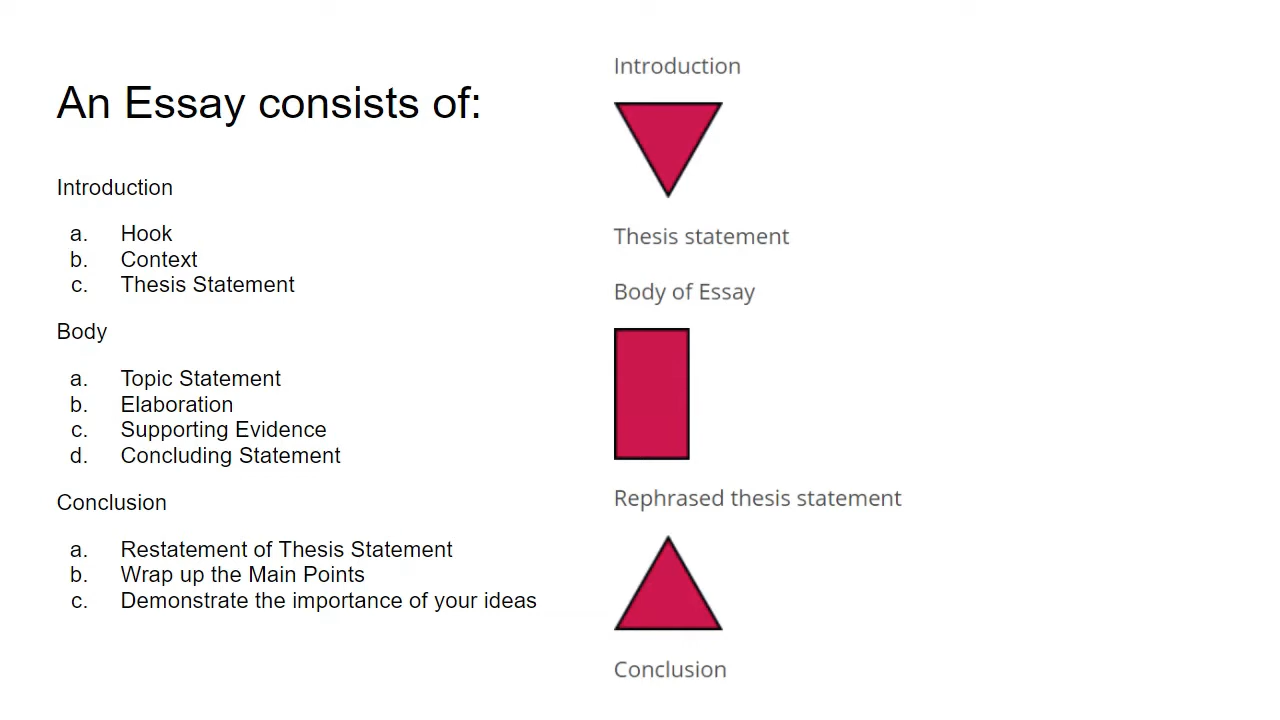 An Essay consists of:
Introduction
a. Hook
b. Context
c. Thesis Statement
Body
a. Topic Statement
b. Elaboration
c. Supporting Evidence
d. Concluding Statement
Conclusion
a. Restatement of Thesis Statement
b. Wrap up the Main Points
c. Demonstrate the importance of your ideas
Introduction
Thesis statement
Body of Essay
Rephrased thesis statement
Conclusion